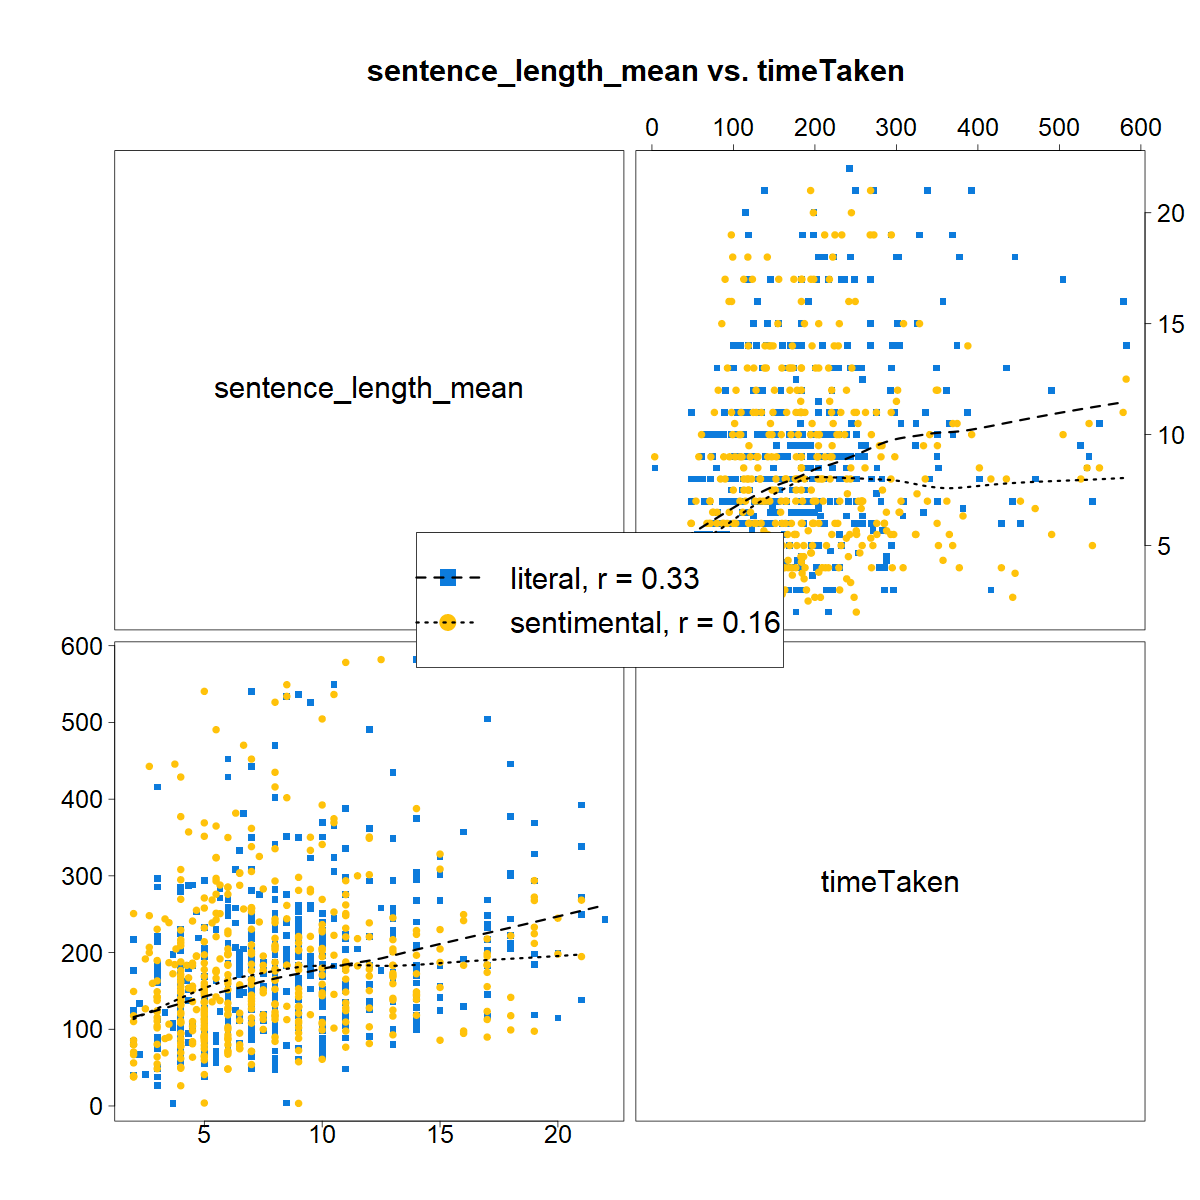 sentence_length_mean vs. timeTaken
0 100 200 300 400 500 600
20
sentence_length_mean
15
10
5
literal, r = 0.33
sentimental, r = 0.16
600
500
400
300
timeTaken
200
100
0
5 10 15 20